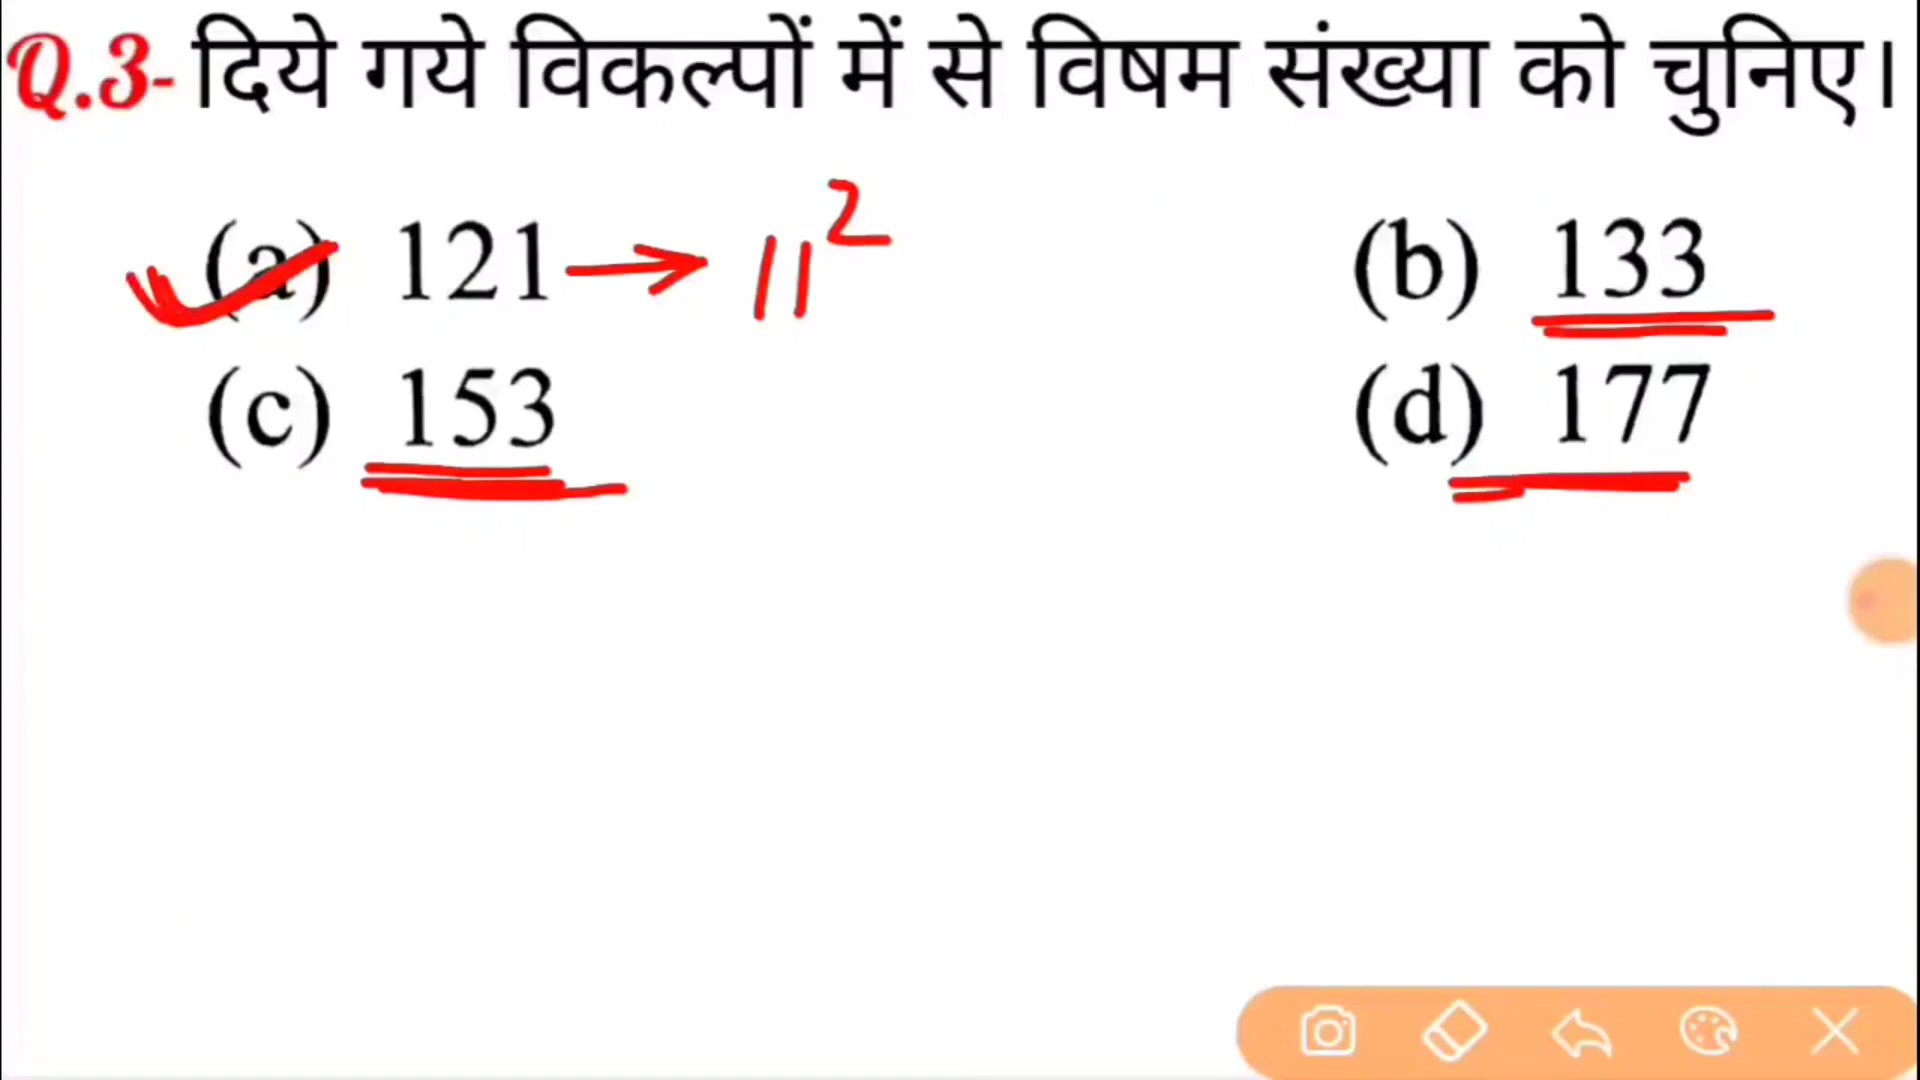 Q.3- दिये गये विकल्पों में से विषम संख्या को चुनिए।
(a) 121 → 11² (b) 133
(c) 153 (d) 177